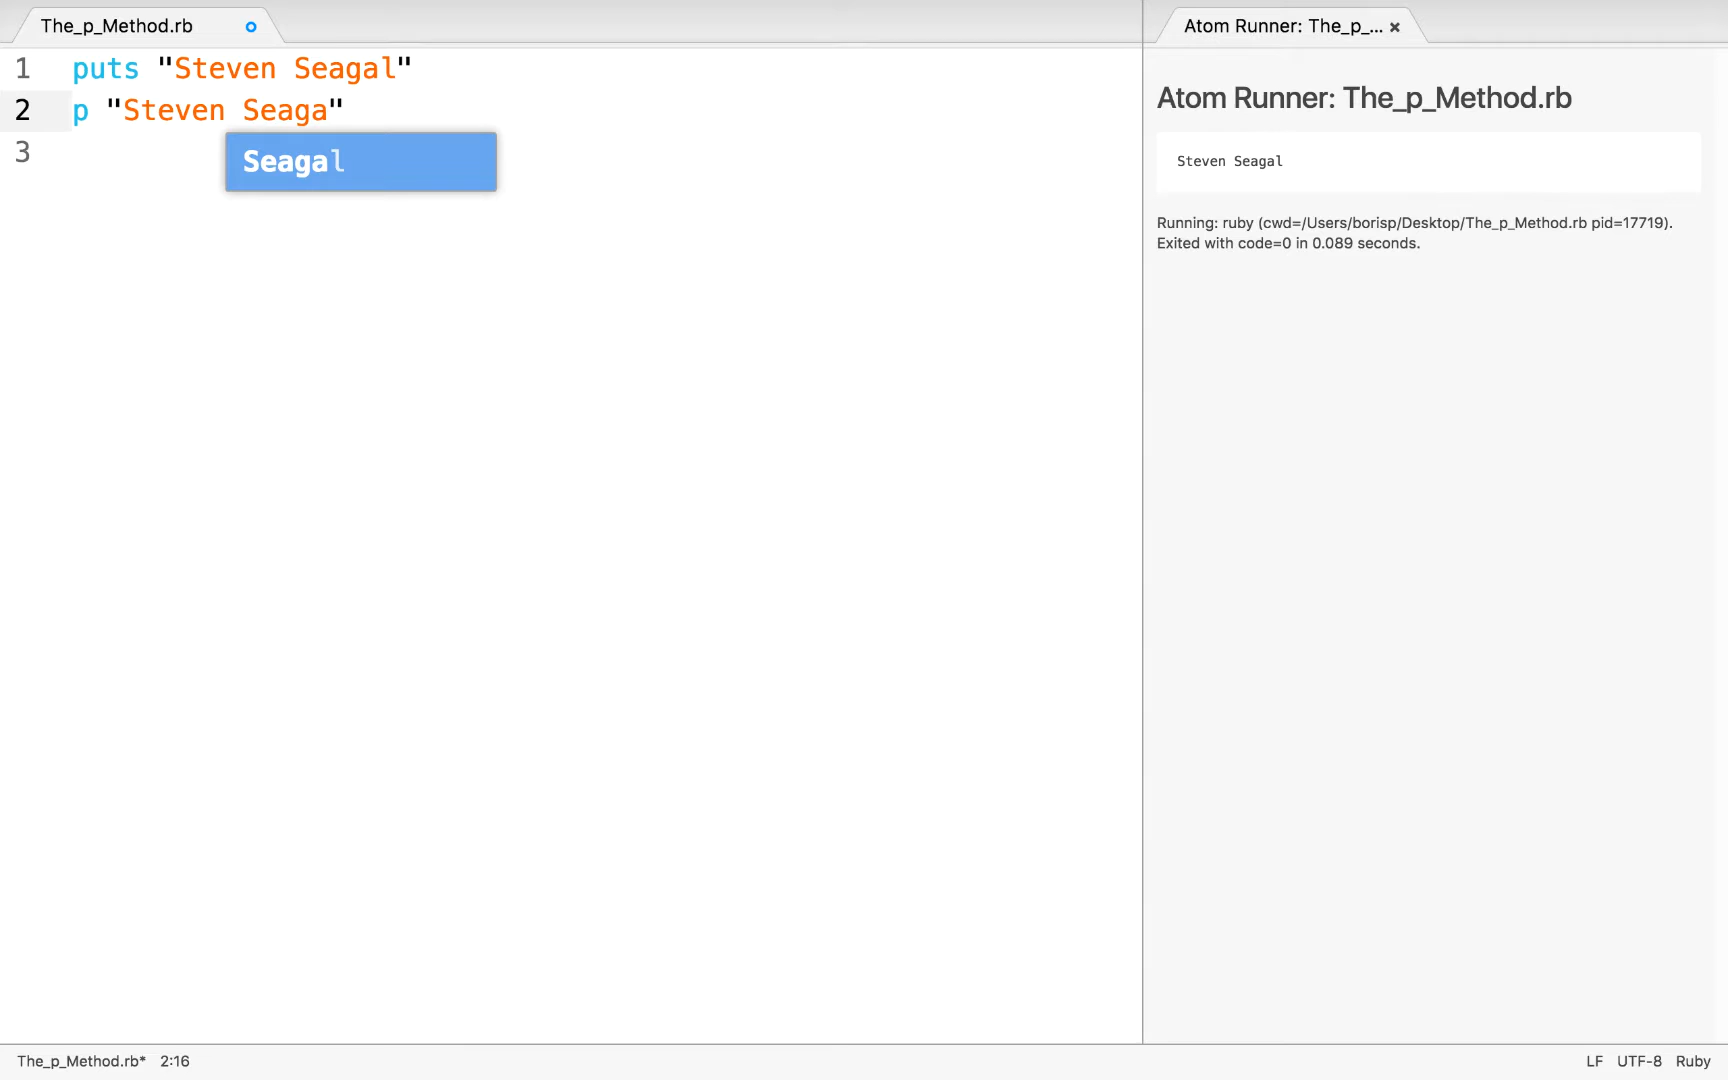 The_p_Method.rb
1 puts "Steven Seagal"
2 p "Steven Seaga"
Seagal
3
Atom Runner: The_p_...
Atom Runner: The_p_Method.rb
Steven Seagal
Running: ruby (cwd=/Users/borisp/Desktop/The_p_Method.rb pid=17719).
Exited with code=0 in 0.089 seconds.
The_p_Method.rb* 2:16
LF UTF-8 Ruby